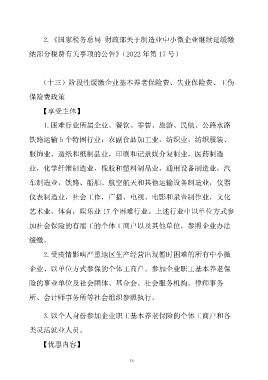 2.《国家税务总局 财政部关于制造业中小微企业继续延缓缴
纳部分税费有关事项的公告》（2022 年第 17 号）
（十三）阶段性缓缴企业基本养老保险费、失业保险费、工伤
保险费政策
【享受主体】
1.困难行业所属企业。餐饮、零售、旅游、民航、公路水路
铁路运输 5 个特困行业，农副食品加工业，纺织业，纺织服装、
服饰业，造纸和纸制品业，印刷和记录媒介复制业，医药制造
业，化学纤维制造业，橡胶和塑料制品业，通用设备制造业，汽
车制造业，铁路、船舶、航空航天和其他运输设备制造业，仪器
仪表制造业，社会工作，广播、电视、电影和录音制作业，文化
艺术业，体育，娱乐业 17 个困难行业。上述行业中以单位方式参
加社会保险的有雇工的个体工商户以及其他单位，参照企业办法
缓缴。
2.受疫情影响严重地区生产经营出现暂时困难的所有中小微
企业、以单位方式参保的个体工商户。参加企业职工基本养老保
险的事业单位及社会团体、基金会、社会服务机构、律师事务
所、会计师事务所等社会组织参照执行。
3.以个人身份参加企业职工基本养老保险的个体工商户和各
类灵活就业人员。
【优惠内容】